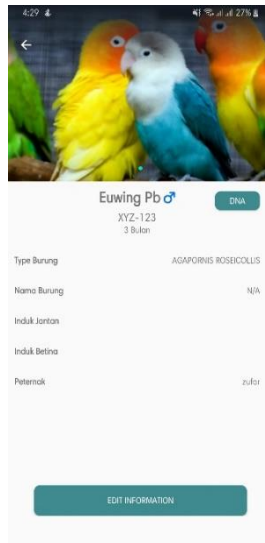 4:29
27%
Euwing Pb ♂
DNA
XYZ-123
3 Bulan
Type Burung AGAPORNIS ROSEICOLLIS
Nama Burung N/A
Induk Jantan
Induk Betina
Peternak zufar
EDIT INFORMATION